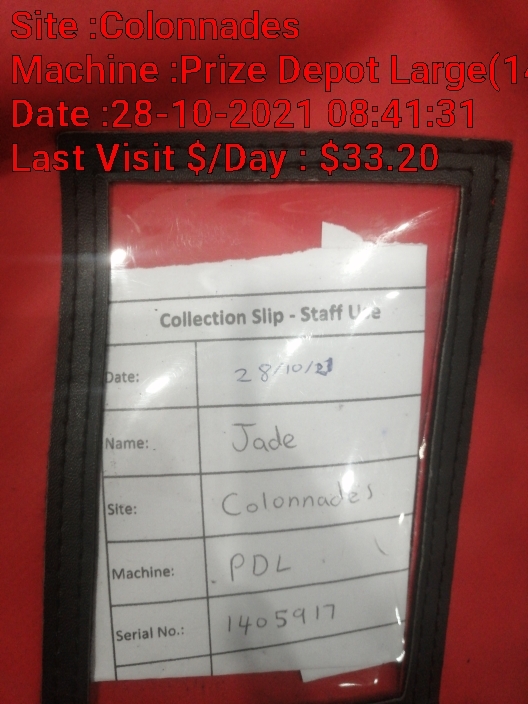 Site :Colonnades
Machine :Prize Depot Large(14
Date :28-10-2021 08:41:31
Last Visit $/Day : $33.20
Collection Slip - Staff Use
Date: 28/10/21
Name: Jade
Site: Colonnades
Machine: PDL
Serial No.: 1405917